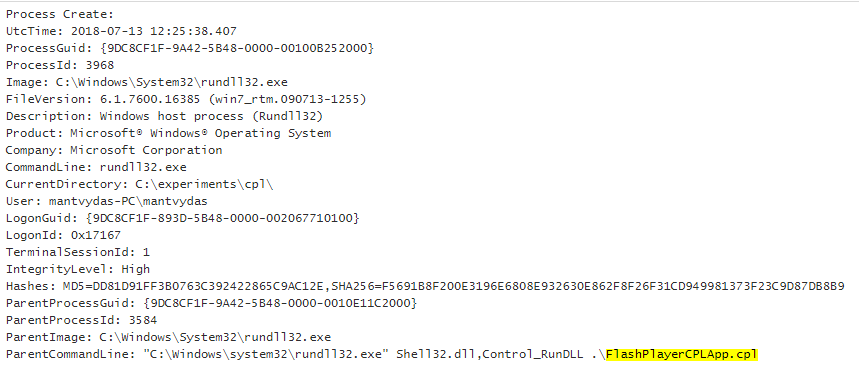 Process Create:
UtcTime: 2018-07-13 12:25:38.407
ProcessGuid: {9DC8CF1F-9A42-5B48-0000-00100B252000}
ProcessId: 3968
Image: C:\Windows\System32\rundll32.exe
FileVersion: 6.1.7600.16385 (win7_rtm.090713-1255)
Description: Windows host process (Rundll32)
Product: Microsoft® Windows® Operating System
Company: Microsoft Corporation
CommandLine: rundll32.exe
CurrentDirectory: C:\experiments\cpl\
User: mantvydas-PC\mantvydas
LogonGuid: {9DC8CF1F-893D-5B48-0000-002067710100}
LogonId: 0x17167
TerminalSessionId: 1
IntegrityLevel: High
Hashes: MD5=DD81D91FF3B0763C392422865C9AC12E,SHA256=F5691B8F200E3196E6808E932630E862F8F26F31CD949981373F23C9D87DB8B9
ParentProcessGuid: {9DC8CF1F-9A42-5B48-0000-0010E11C2000}
ParentProcessId: 3584
ParentImage: C:\Windows\System32\rundll32.exe
ParentCommandLine: "C:\Windows\system32\rundll32.exe" Shell32.dll,Control_RunDLL .\FlashPlayerCPLApp.cpl